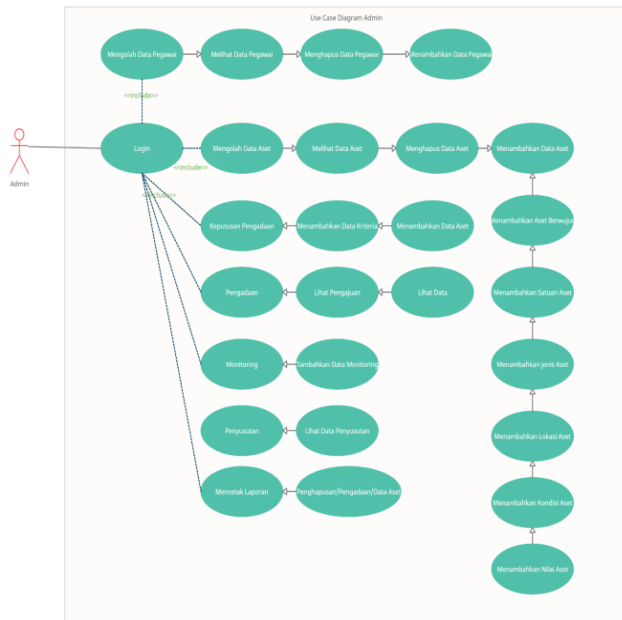 Use Case Diagram Admin
Mengolah Data Pegawai
Melihat Data Pegawai
Menghapus Data Pegawai
Menambahkan Data Pegawai
<<include>>
Admin
Login
Mengolah Data Aset
Melihat Data Aset
Menghapus Data Aset
Menambahkan Data Aset
<<include>>
<<include>>
Keputusan Pengadaan
Menambahkan Data Kriteria
Menambahkan Data Aset
Menambahkan Aset Berwujud
Pengadaan
Lihat Pengajuan
Lihat Data
Menambahkan Satuan Aset
Monitoring
Tambahkan Data Monitoring
Menambahkan Jenis Aset
Penyusutan
Lihat Data Penyusutan
Menambahkan Lokasi Aset
Mencetak Laporan
Penghapusan/Pengadaan/Data Aset
Menambahkan Kondisi Aset
Menambahkan Nilai Aset